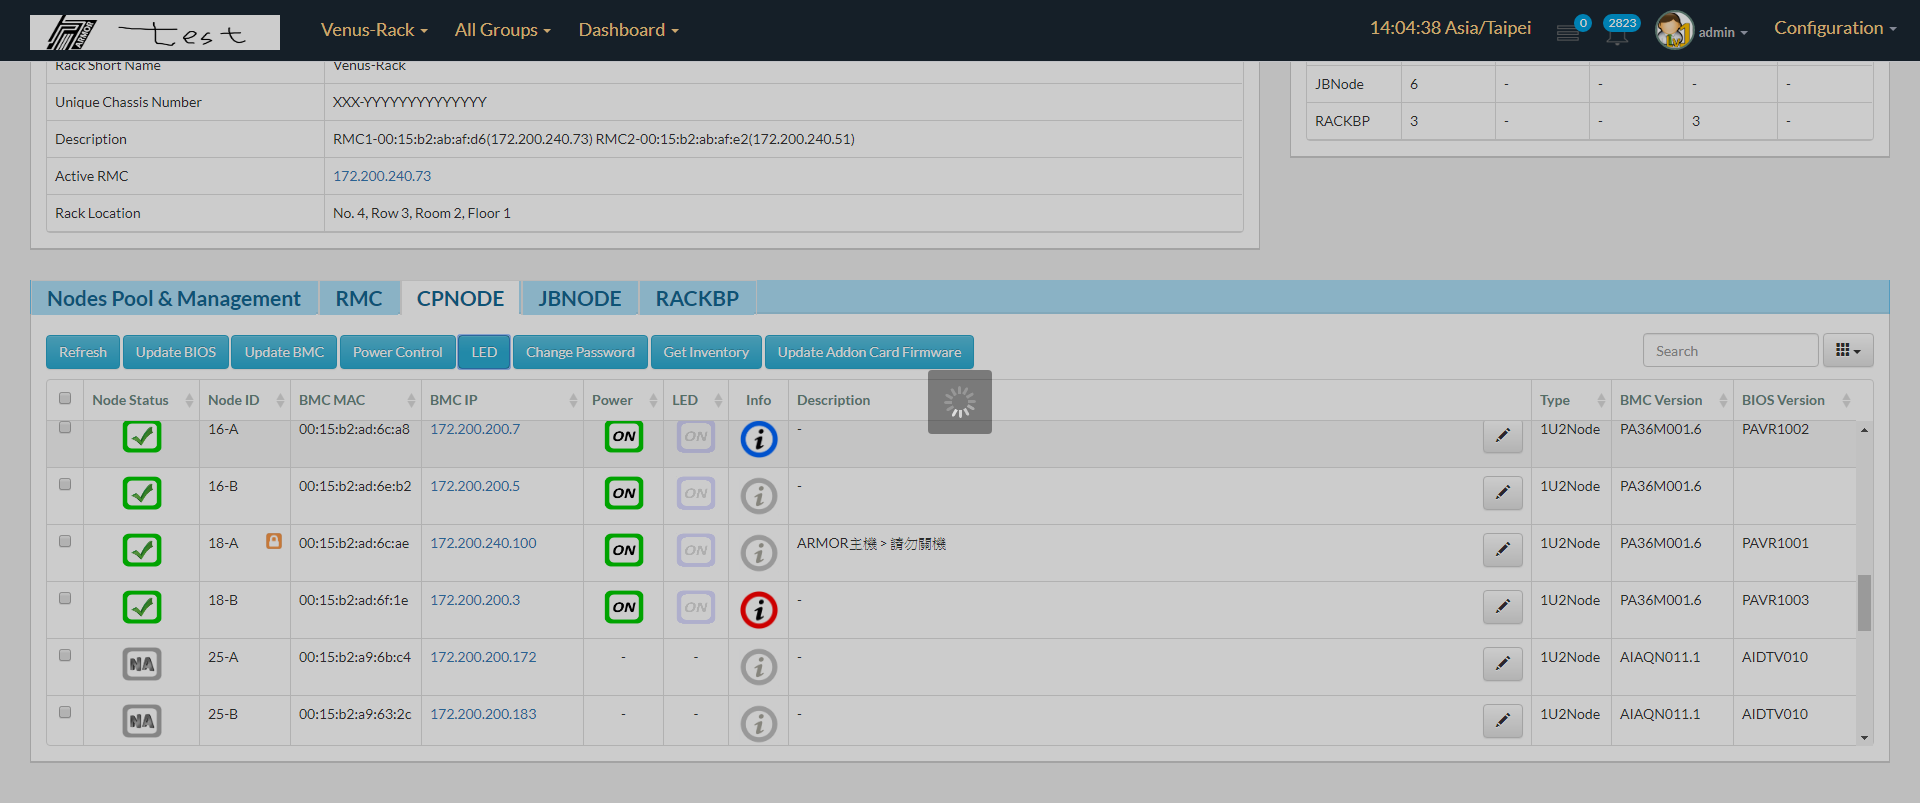 ARMOR test Venus-Rack All Groups Dashboard 14:04:38 Asia/Taipei 0 2823 admin Configuration
Rack Short Name Venus-Rack
Unique Chassis Number XXX-YYYYYYYYYYYYYY
Description RMC1-00:15:b2:ab:af:d6(172.200.240.73) RMC2-00:15:b2:ab:af:e2(172.200.240.51)
Active RMC 172.200.240.73
Rack Location No. 4, Row 3, Room 2, Floor 1
JBNode 6 - - - -
RACKBP 3 - - 3 -
Nodes Pool & Management RMC CPNODE JBNODE RACKBP
Refresh Update BIOS Update BMC Power Control LED Change Password Get Inventory Update Addon Card Firmware Search
Node Status Node ID BMC MAC BMC IP Power LED Info Description Type BMC Version BIOS Version
16-A 00:15:b2:ad:6c:a8 172.200.200.7 ON ON i - 1U2Node PA36M001.6 PAVR1002
16-B 00:15:b2:ad:6e:b2 172.200.200.5 ON ON i - 1U2Node PA36M001.6
18-A 00:15:b2:ad:6c:ae 172.200.240.100 ON ON i ARMOR主機 > 請勿關機 1U2Node PA36M001.6 PAVR1001
18-B 00:15:b2:ad:6f:1e 172.200.200.3 ON ON i - 1U2Node PA36M001.6 PAVR1003
NA 25-A 00:15:b2:a9:6b:c4 172.200.200.172 - - i - 1U2Node AIAQN011.1 AIDTV010
NA 25-B 00:15:b2:a9:63:2c 172.200.200.183 - - i - 1U2Node AIAQN011.1 AIDTV010